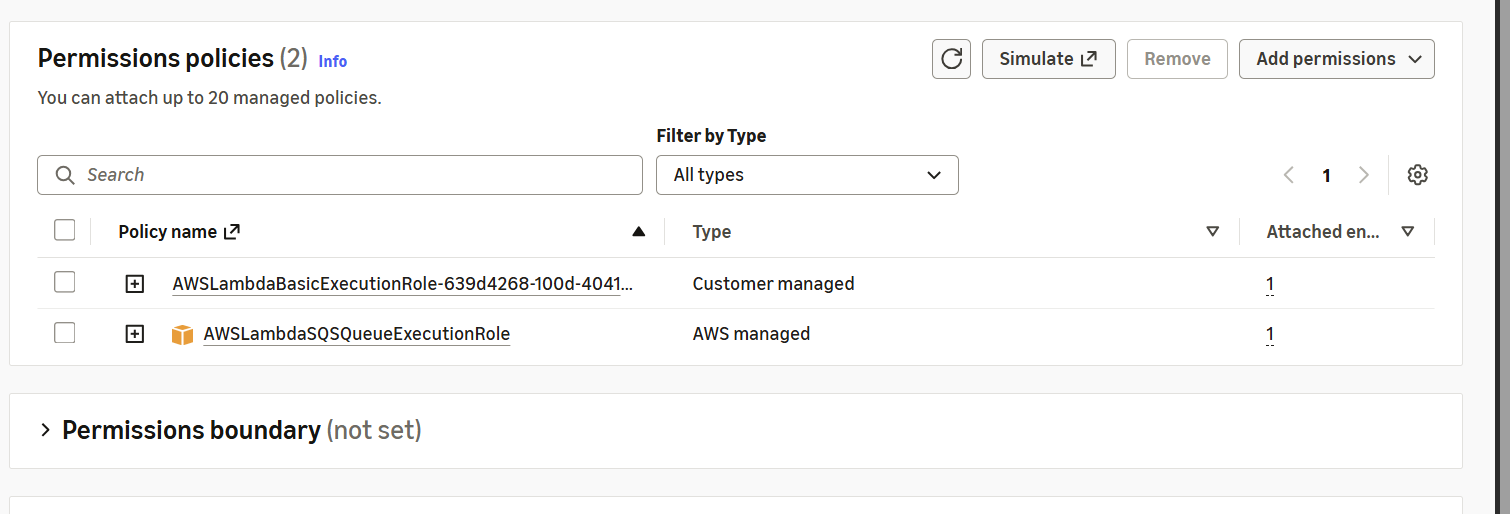 Permissions policies (2) Info
Simulate Remove Add permissions
You can attach up to 20 managed policies.
Filter by Type
Search All types 1
Policy name Type Attached en...
AWSLambdaBasicExecutionRole-639d4268-100d-4041... Customer managed 1
AWSLambdaSQSQueueExecutionRole AWS managed 1
Permissions boundary (not set)